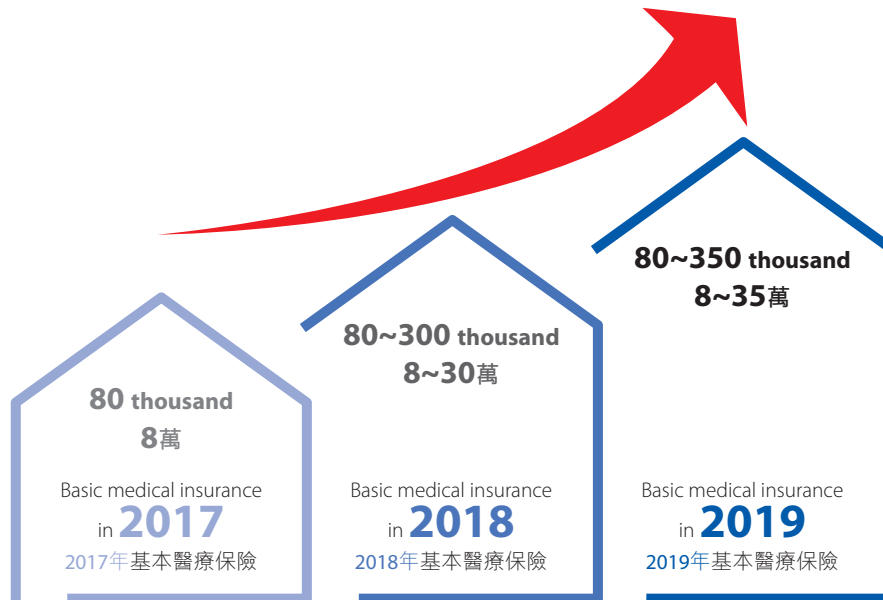 80 thousand
8萬
Basic medical insurance
in 2017
2017年基本醫療保險
80~300 thousand
8~30萬
Basic medical insurance
in 2018
2018年基本醫療保險
80~350 thousand
8~35萬
Basic medical insurance
in 2019
2019年基本醫療保險